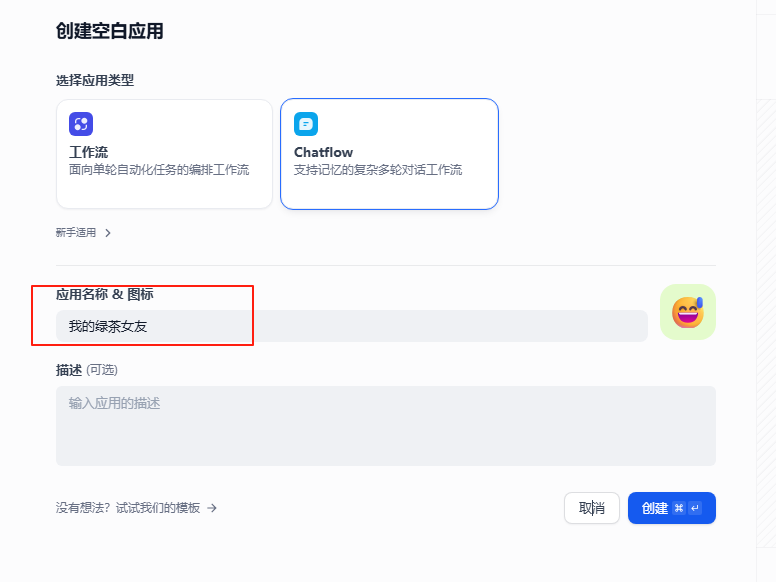 创建空白应用
选择应用类型
工作流
面向单轮自动化任务的编排工作流
Chatflow
支持记忆的复杂多轮对话工作流
新手适用
应用名称 & 图标
我的绿茶女友
描述 (可选)
输入应用的描述
没有想法？试试我们的模板 →
取消
创建 ⌘ ↵